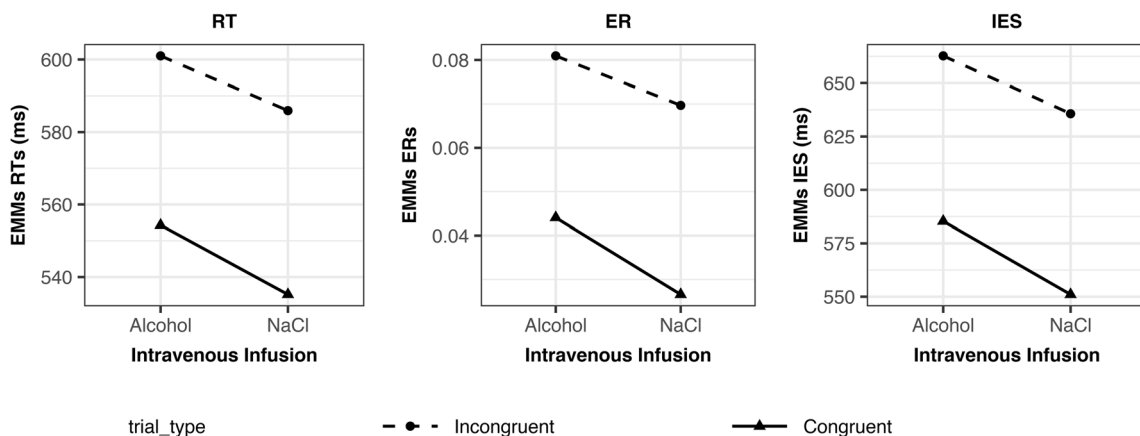 RT
EMMs RTs (ms)
600
580
560
540
Alcohol NaCl
Intravenous Infusion
ER
EMMs ERs
0.08
0.06
0.04
Alcohol NaCl
Intravenous Infusion
IES
EMMs IES (ms)
650
625
600
575
550
Alcohol NaCl
Intravenous Infusion
trial_type Incongruent Congruent